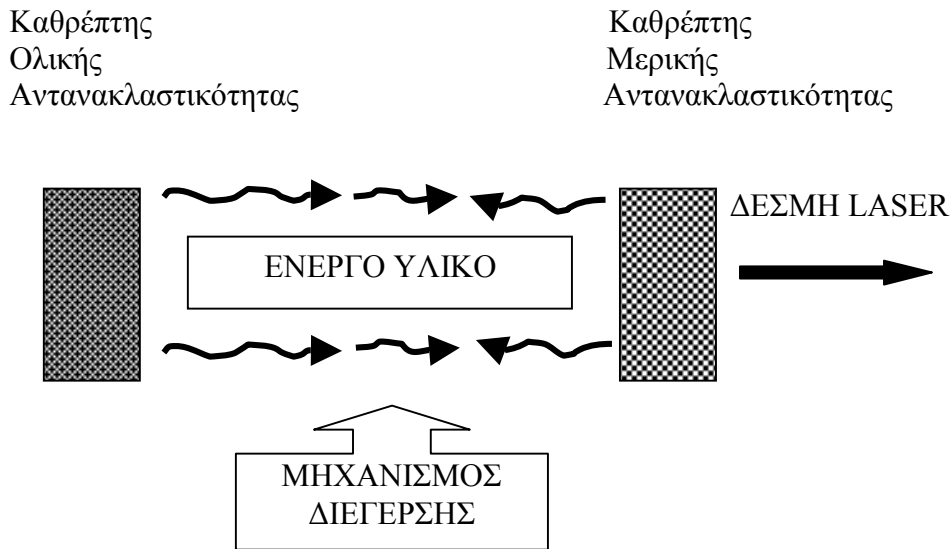 Καθρέπτης
Ολικής
Αντανακλαστικότητας
Καθρέπτης
Μερικής
Αντανακλαστικότητας
ΔΕΣΜΗ LASER
ΕΝΕΡΓΟ ΥΛΙΚΟ
ΜΗΧΑΝΙΣΜΟΣ
ΔΙΕΓΕΡΣΗΣ